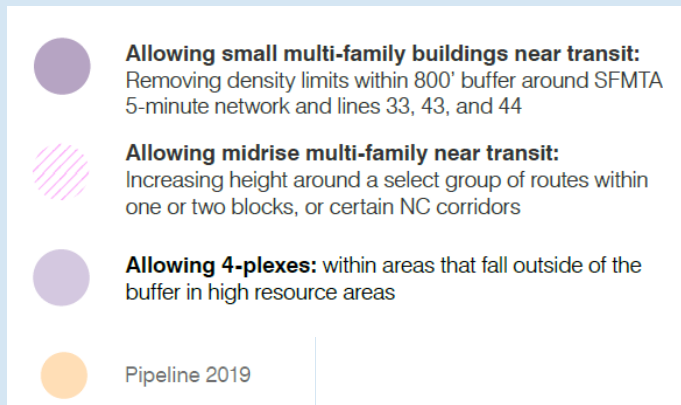 Allowing small multi-family buildings near transit:
Removing density limits within 800' buffer around SFMTA
5-minute network and lines 33, 43, and 44
Allowing midrise multi-family near transit:
Increasing height around a select group of routes within
one or two blocks, or certain NC corridors
Allowing 4-plexes: within areas that fall outside of the
buffer in high resource areas
Pipeline 2019